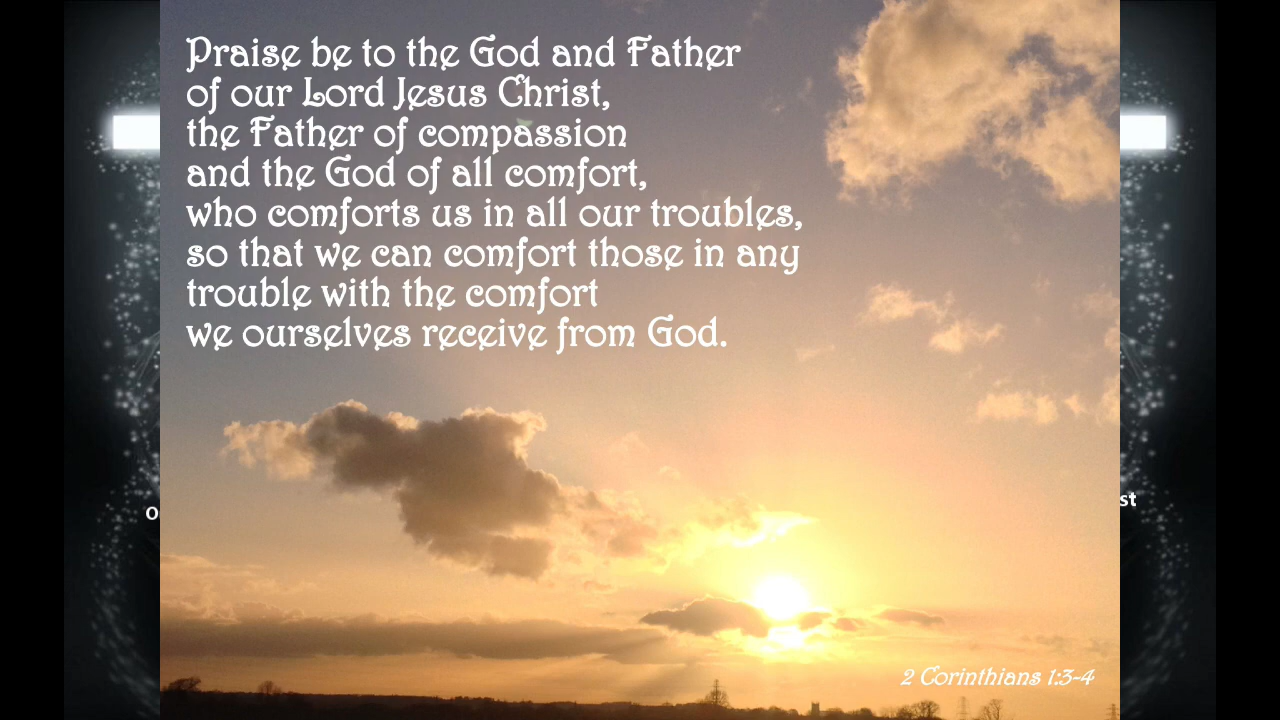 Praise be to the God and Father
of our Lord Jesus Christ,
the Father of compassion
and the God of all comfort,
who comforts us in all our troubles,
so that we can comfort those in any
trouble with the comfort
we ourselves receive from God.
2 Corinthians 1:3-4